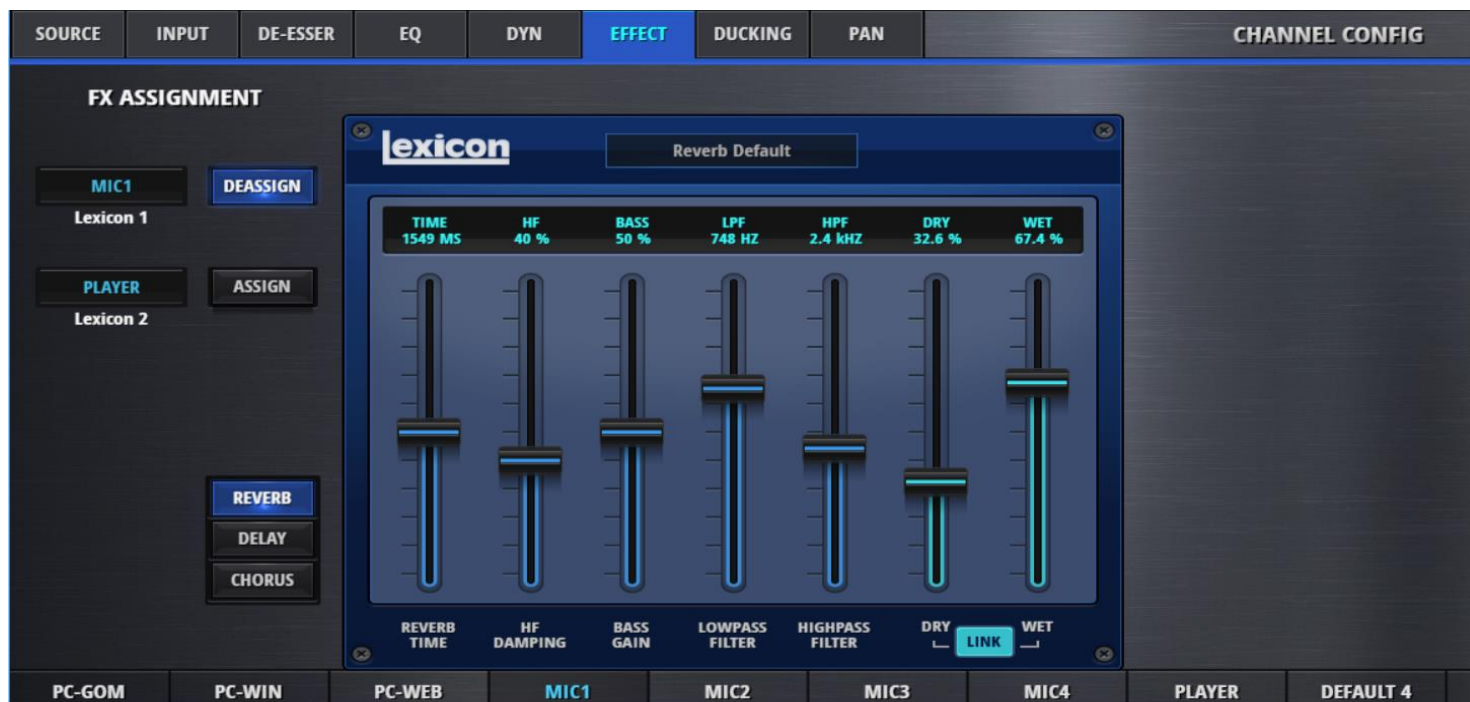 SOURCE INPUT DE-ESSER EQ DYN EFFECT DUCKING PAN CHANNEL CONFIG
FX ASSIGNMENT
MIC1 DEASSIGN
Lexicon 1
PLAYER ASSIGN
Lexicon 2
REVERB
DELAY
CHORUS
lexicon Reverb Default
TIME HF BASS LPF HPF DRY WET
1549 MS 40 % 50 % 748 HZ 2.4 kHZ 32.6 % 67.4 %
REVERB HF BASS LOWPASS HIGHPASS DRY WET
TIME DAMPING GAIN FILTER FILTER LINK
PC-GOM PC-WIN PC-WEB MIC1 MIC2 MIC3 MIC4 PLAYER DEFAULT 4